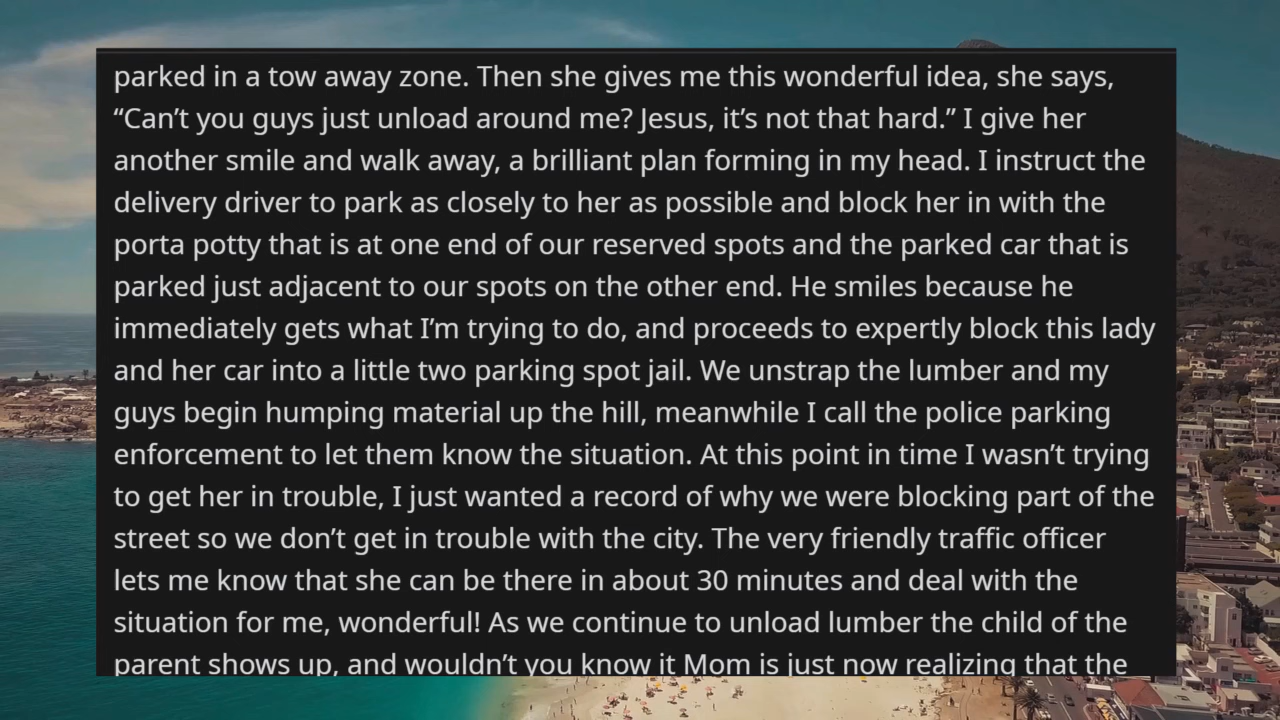 parked in a tow away zone. Then she gives me this wonderful idea, she says,
“Can’t you guys just unload around me? Jesus, it’s not that hard.” I give her
another smile and walk away, a brilliant plan forming in my head. I instruct the
delivery driver to park as closely to her as possible and block her in with the
porta potty that is at one end of our reserved spots and the parked car that is
parked just adjacent to our spots on the other end. He smiles because he
immediately gets what I’m trying to do, and proceeds to expertly block this lady
and her car into a little two parking spot jail. We unstrap the lumber and my
guys begin humping material up the hill, meanwhile I call the police parking
enforcement to let them know the situation. At this point in time I wasn’t trying
to get her in trouble, I just wanted a record of why we were blocking part of the
street so we don’t get in trouble with the city. The very friendly traffic officer
lets me know that she can be there in about 30 minutes and deal with the
situation for me, wonderful! As we continue to unload lumber the child of the
parent shows up, and wouldn’t you know it Mom is just now realizing that the